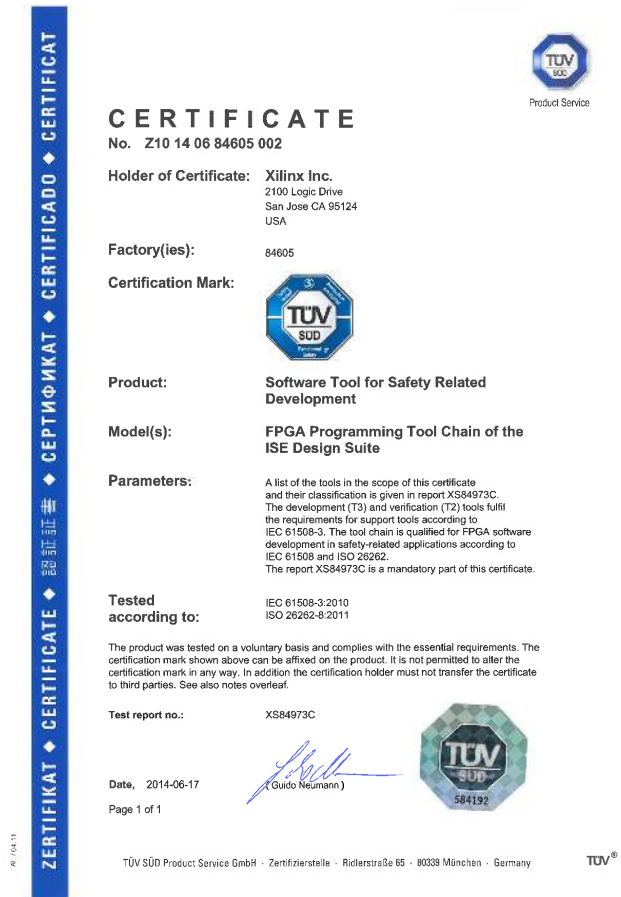 ZERTIFIKAT ◆ CERTIFICATE ◆ 認証証書 ◆ СЕРТИФИКАТ ◆ CERTIFICADO ◆ CERTIFICAT
TÜV
SÜD
Product Service
CERTIFICATE
No. Z10 14 06 84605 002
Holder of Certificate: Xilinx Inc.
2100 Logic Drive
San Jose CA 95124
USA
Factory(ies): 84605
Certification Mark:
TÜV
SÜD
Functional
Safety
Product: Software Tool for Safety Related
Development
Model(s): FPGA Programming Tool Chain of the
ISE Design Suite
Parameters: A list of the tools in the scope of this certificate
and their classification is given in report XS84973C.
The development (T3) and verification (T2) tools fulfil
the requirements for support tools according to
IEC 61508-3. The tool chain is qualified for FPGA software
development in safety-related applications according to
IEC 61508 and ISO 26262.
The report XS84973C is a mandatory part of this certificate.
Tested
according to:
IEC 61508-3:2010
ISO 26262-8:2011
The product was tested on a voluntary basis and complies with the essential requirements. The
certification mark shown above can be affixed on the product. It is not permitted to alter the
certification mark in any way. In addition the certification holder must not transfer the certificate
to third parties. See also notes overleaf.
Test report no.: XS84973C
Date, 2014-06-17
( Guido Neumann )
TÜV
SÜD
584192
Page 1 of 1
TÜV SÜD Product Service GmbH · Zertifizierstelle · Ridlerstraße 65 · 80339 München · Germany
TÜV®